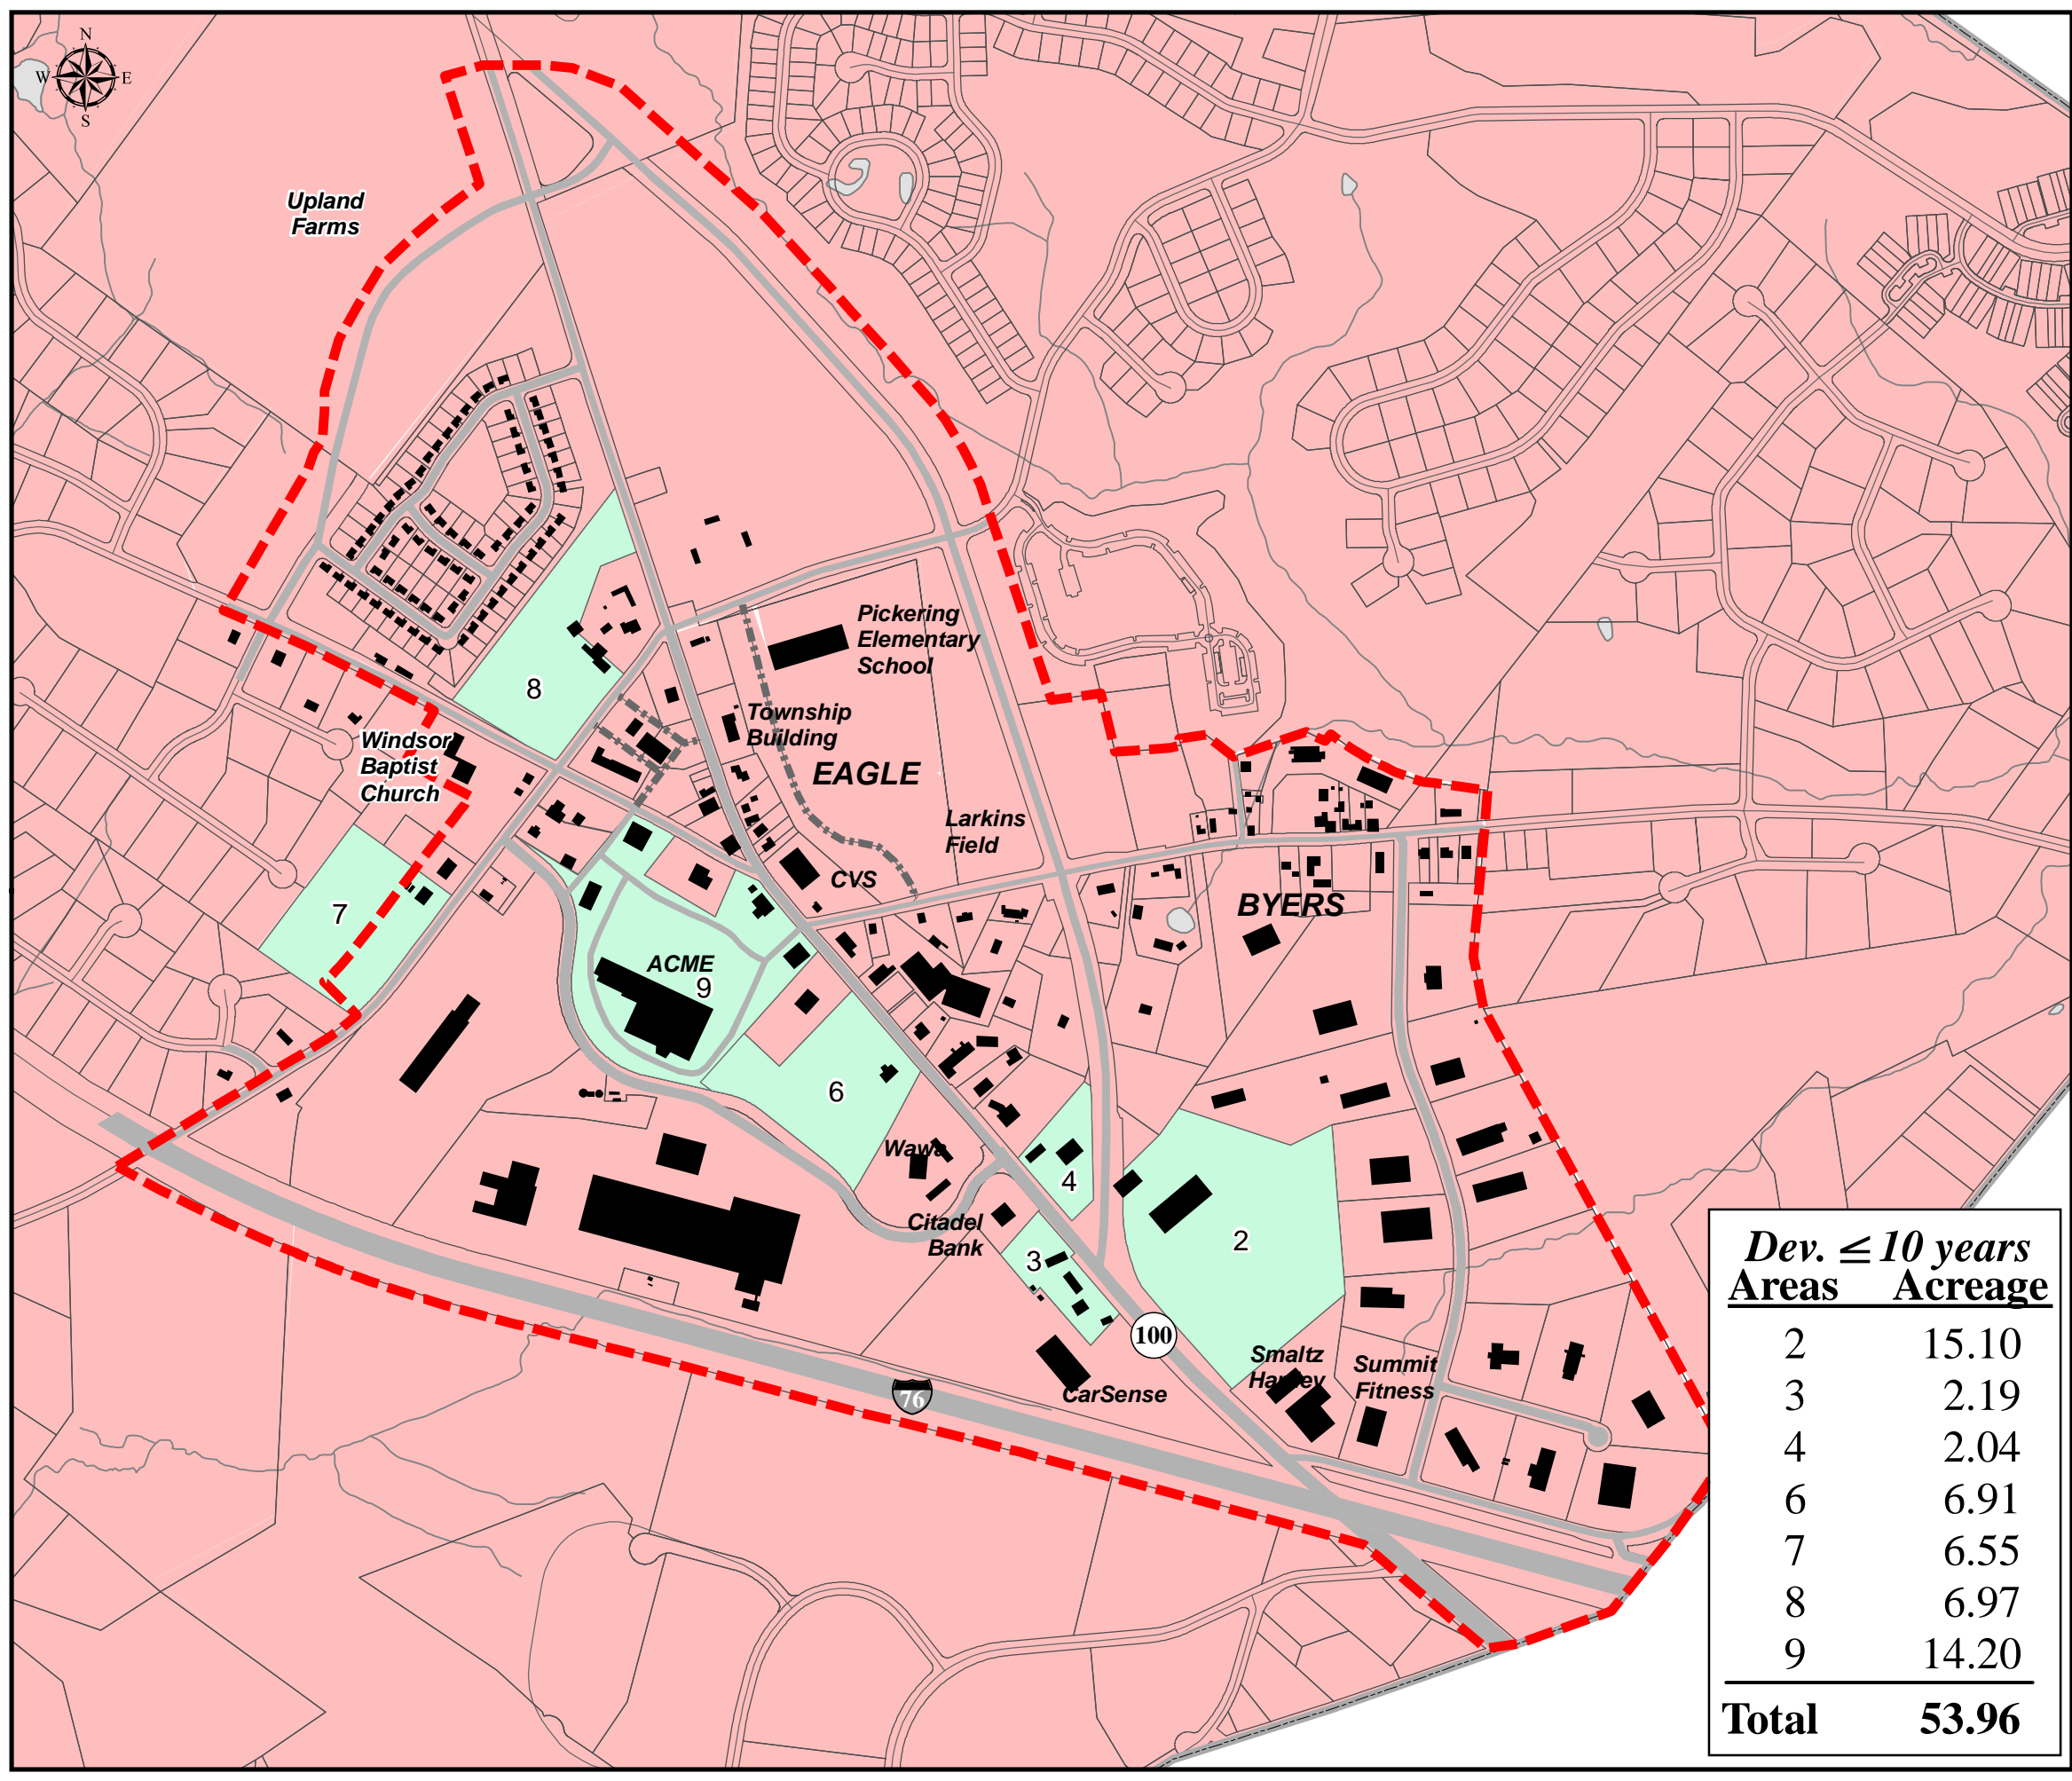 N
W E
S
Upland
Farms
Pickering
Elementary
School
8
Township
Building
Windsor
Baptist
Church
EAGLE
Larkins
Field
CVS
BYERS
7
ACME
9
6
Wawa
4
Citadel
Bank
2
3
100
Smaltz
Harley
Summit
Fitness
CarSense
76
Dev. ≤ 10 years
Areas Acreage
2 15.10
3 2.19
4 2.04
6 6.91
7 6.55
8 6.97
9 14.20
Total 53.96